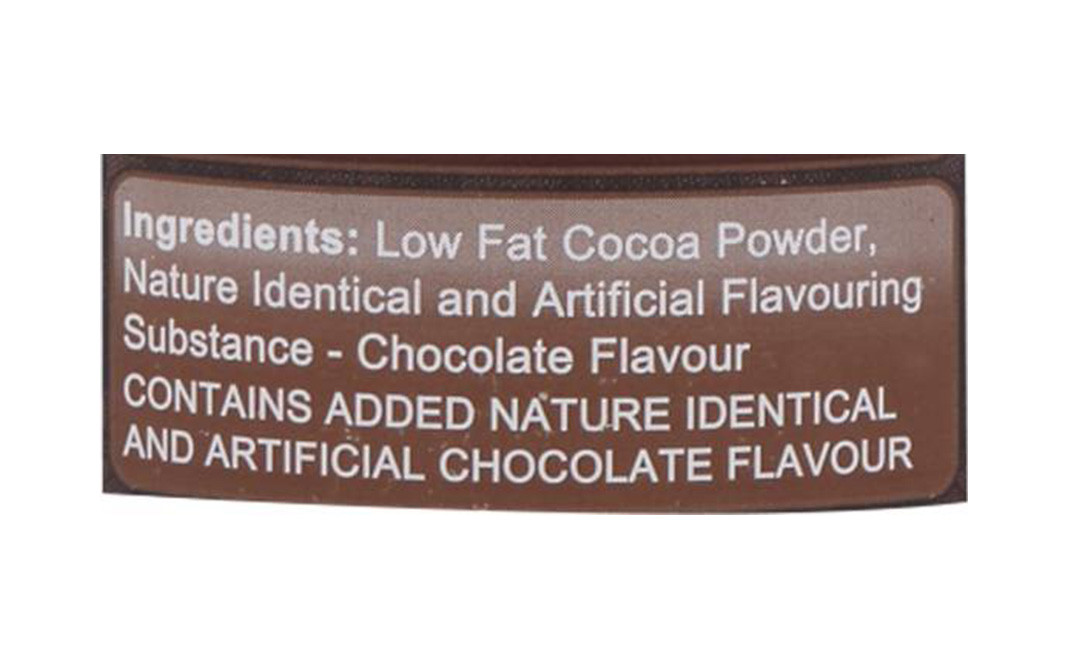 Ingredients: Low Fat Cocoa Powder,
Nature Identical and Artificial Flavouring
Substance - Chocolate Flavour
CONTAINS ADDED NATURE IDENTICAL
AND ARTIFICIAL CHOCOLATE FLAVOUR